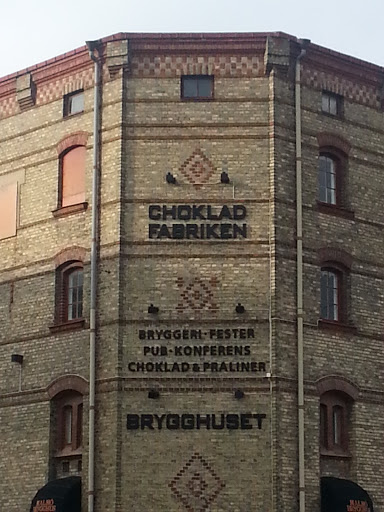 CHOKLAD
FABRIKEN
BRYGGERI·FESTER
PUB·KONFERENS
CHOKLAD & PRALINER
BRYGGHUSET